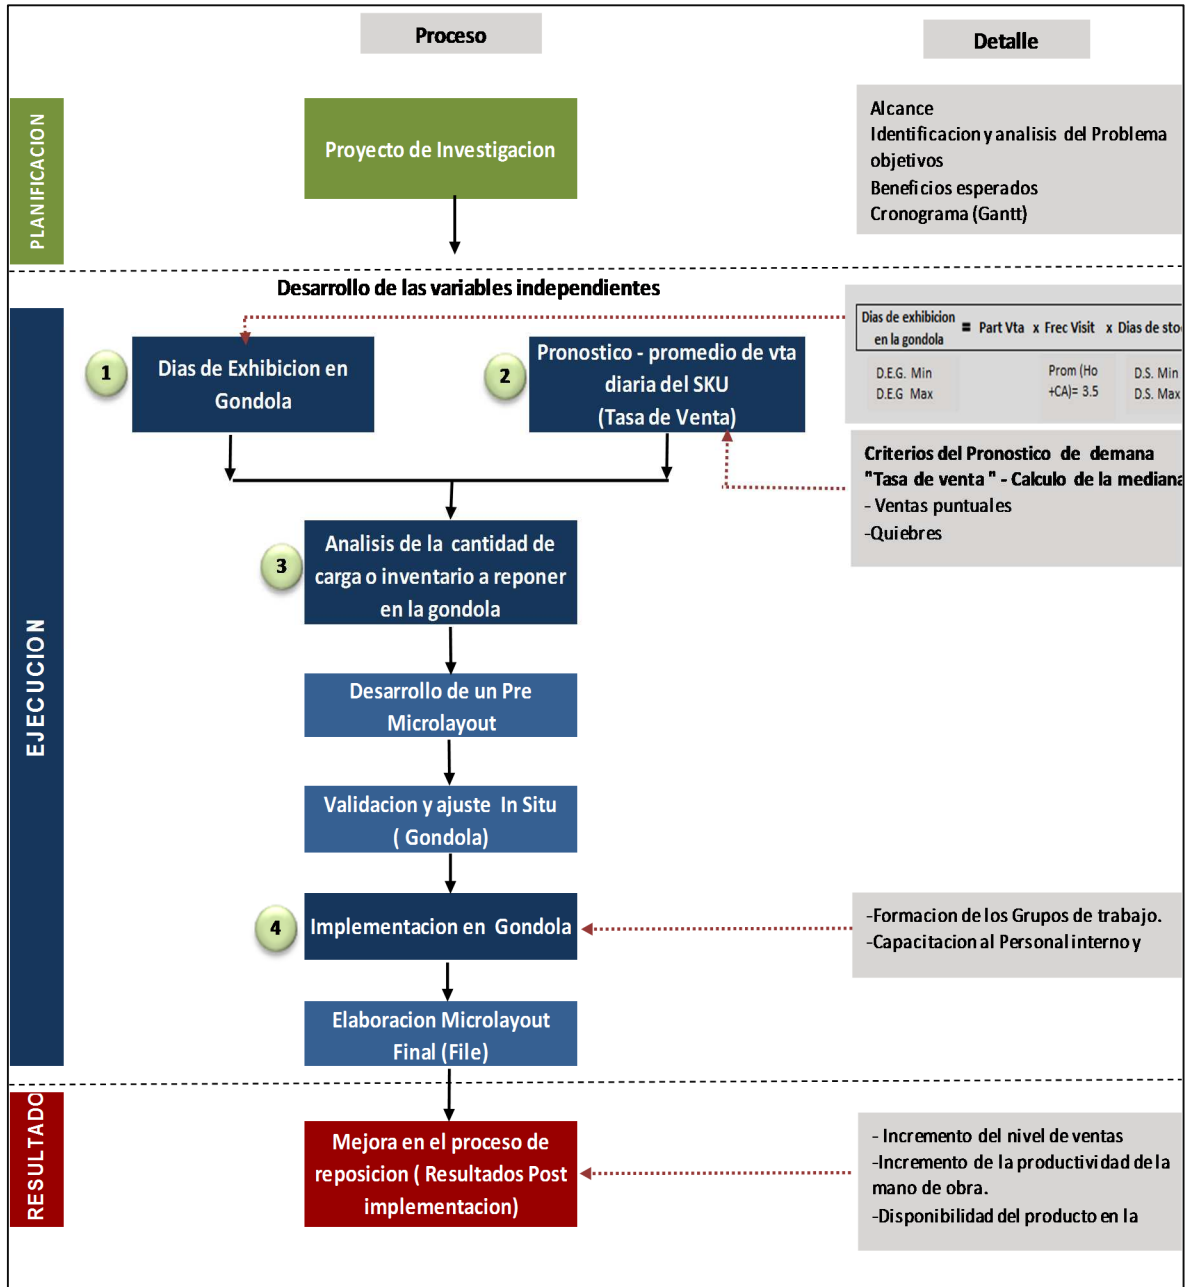 Proceso
Detalle
PLANIFICACION
Proyecto de Investigacion
Alcance
Identificacion y analisis del Problema
objetivos
Beneficios esperados
Cronograma (Gantt)
Desarrollo de las variables independientes
EJECUCION
1
Dias de Exhibicion en
Gondola
2
Pronostico - promedio de vta
diaria del SKU
(Tasa de Venta)
Dias de exhibicion
en la gondola
= Part Vta x Frec Visit x Dias de sto
D.E.G. Min
D.E.G Max
Prom (Ho
+CA)= 3.5
D.S. Min
D.S. Max
Criterios del Pronostico de demana
"Tasa de venta " - Calculo de la mediana
- Ventas puntuales
-Quiebres
3
Analisis de la cantidad de
carga o inventario a reponer
en la gondola
Desarrollo de un Pre
Microlayout
Validacion y ajuste In Situ
( Gondola)
4
Implementacion en Gondola
-Formacion de los Grupos de trabajo.
-Capacitacion al Personal interno y
Elaboracion Microlayout
Final (File)
RESULTADO
Mejora en el proceso de
reposicion ( Resultados Post
implementacion)
- Incremento del nivel de ventas
-Incremento de la productividad de la
mano de obra.
-Disponibilidad del producto en la